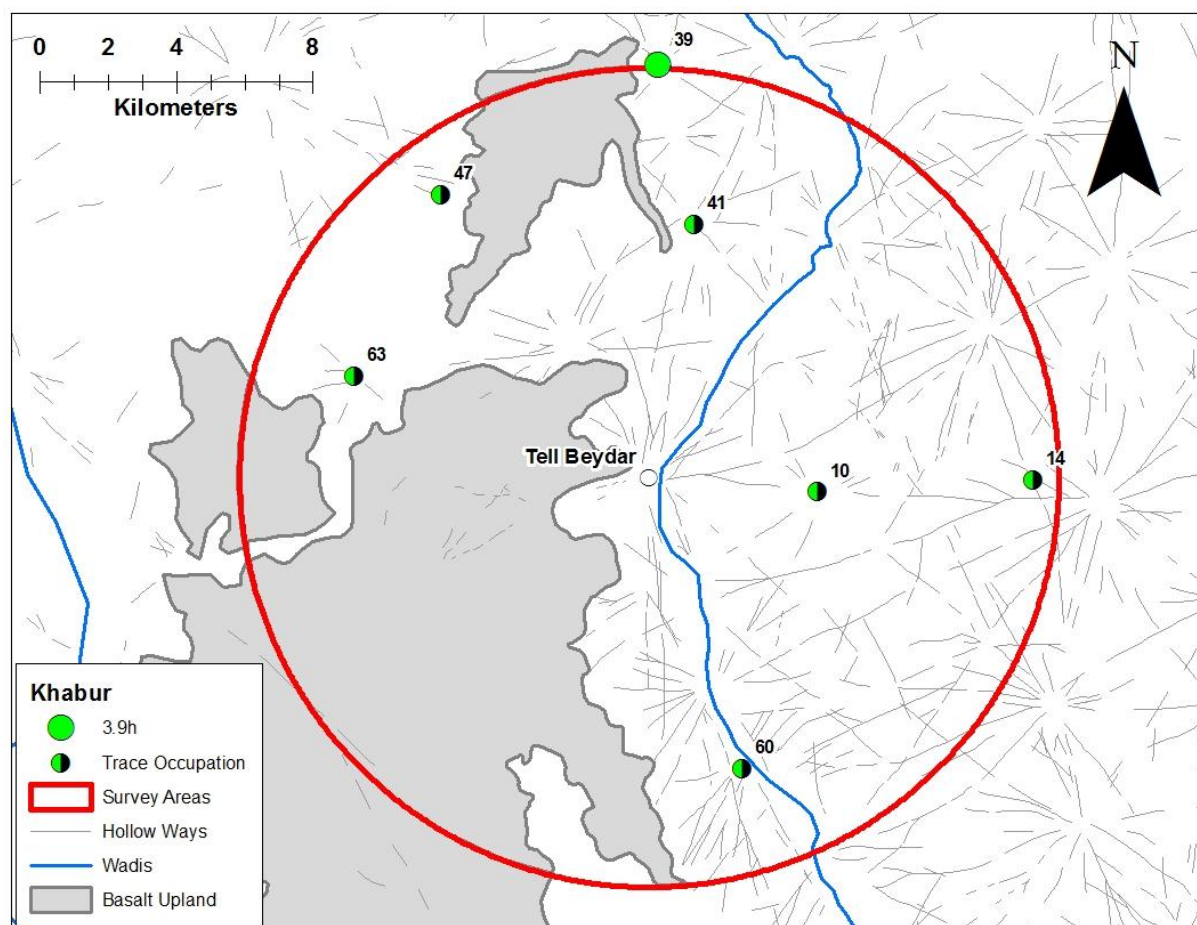 0 2 4 8
Kilometers
39
N
47
41
63
Tell Beydar
10
14
60
Khabur
3.9h
Trace Occupation
Survey Areas
Hollow Ways
Wadis
Basalt Upland